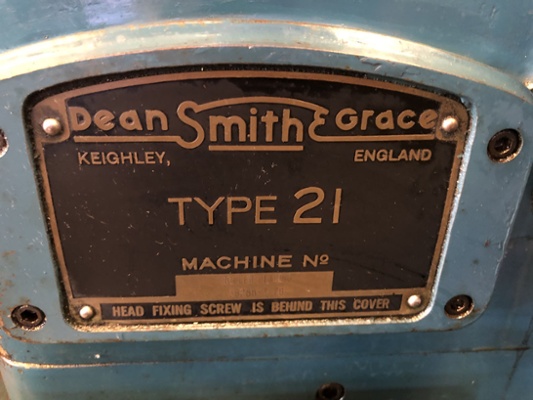 Dean Smith & Grace
KEIGHLEY, ENGLAND
TYPE 21
MACHINE Nº
HEAD FIXING SCREW IS BEHIND THIS COVER